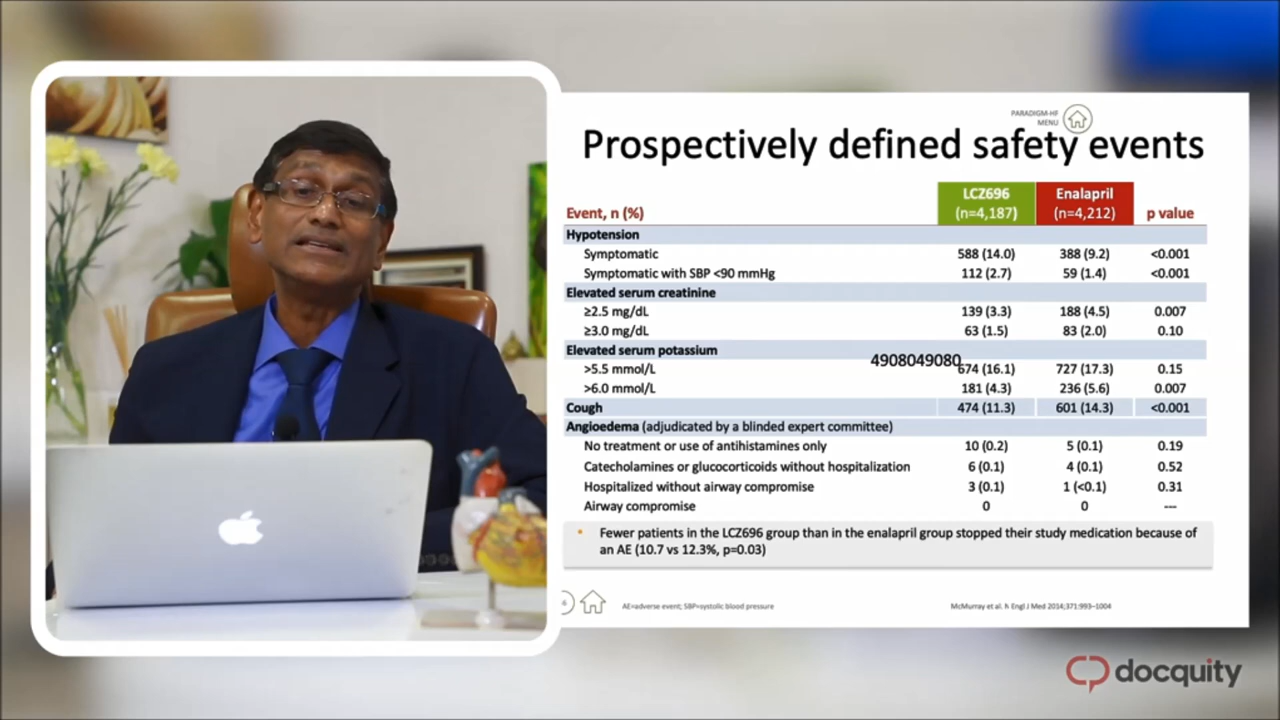 PARADIGM-HF
MENU
Prospectively defined safety events
Event, n (%) LCZ696 (n=4,187) Enalapril (n=4,212) p value
Hypotension
Symptomatic 588 (14.0) 388 (9.2) <0.001
Symptomatic with SBP <90 mmHg 112 (2.7) 59 (1.4) <0.001
Elevated serum creatinine
≥2.5 mg/dL 139 (3.3) 188 (4.5) 0.007
≥3.0 mg/dL 63 (1.5) 83 (2.0) 0.10
Elevated serum potassium
4908049080
>5.5 mmol/L 674 (16.1) 727 (17.3) 0.15
>6.0 mmol/L 181 (4.3) 236 (5.6) 0.007
Cough 474 (11.3) 601 (14.3) <0.001
Angioedema (adjudicated by a blinded expert committee)
No treatment or use of antihistamines only 10 (0.2) 5 (0.1) 0.19
Catecholamines or glucocorticoids without hospitalization 6 (0.1) 4 (0.1) 0.52
Hospitalized without airway compromise 3 (0.1) 1 (<0.1) 0.31
Airway compromise 0 0 ---
• Fewer patients in the LCZ696 group than in the enalapril group stopped their study medication because of
an AE (10.7 vs 12.3%, p=0.03)
AE=adverse event; SBP=systolic blood pressure
McMurray et al. N Engl J Med 2014;371:993–1004
docquity